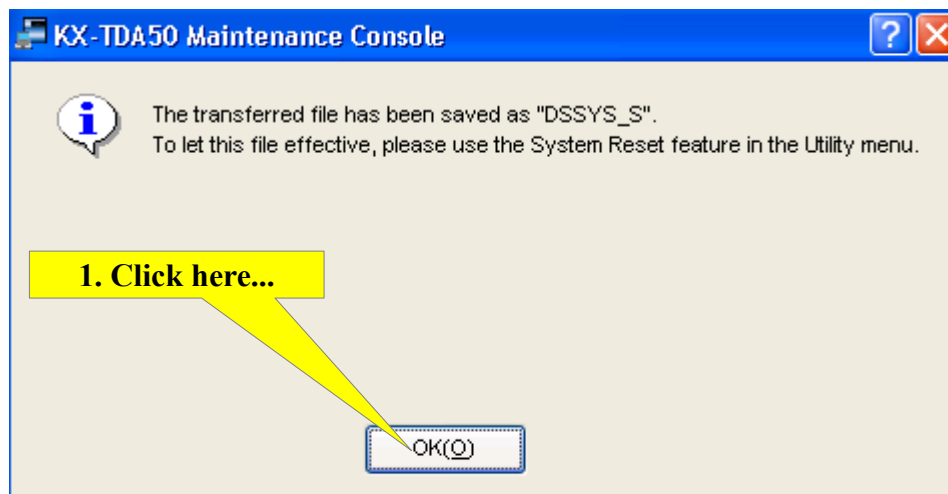 KX-TDA50 Maintenance Console
The transferred file has been saved as "DSSYS_S".
To let this file effective, please use the System Reset feature in the Utility menu.
1. Click here...
OK(O)